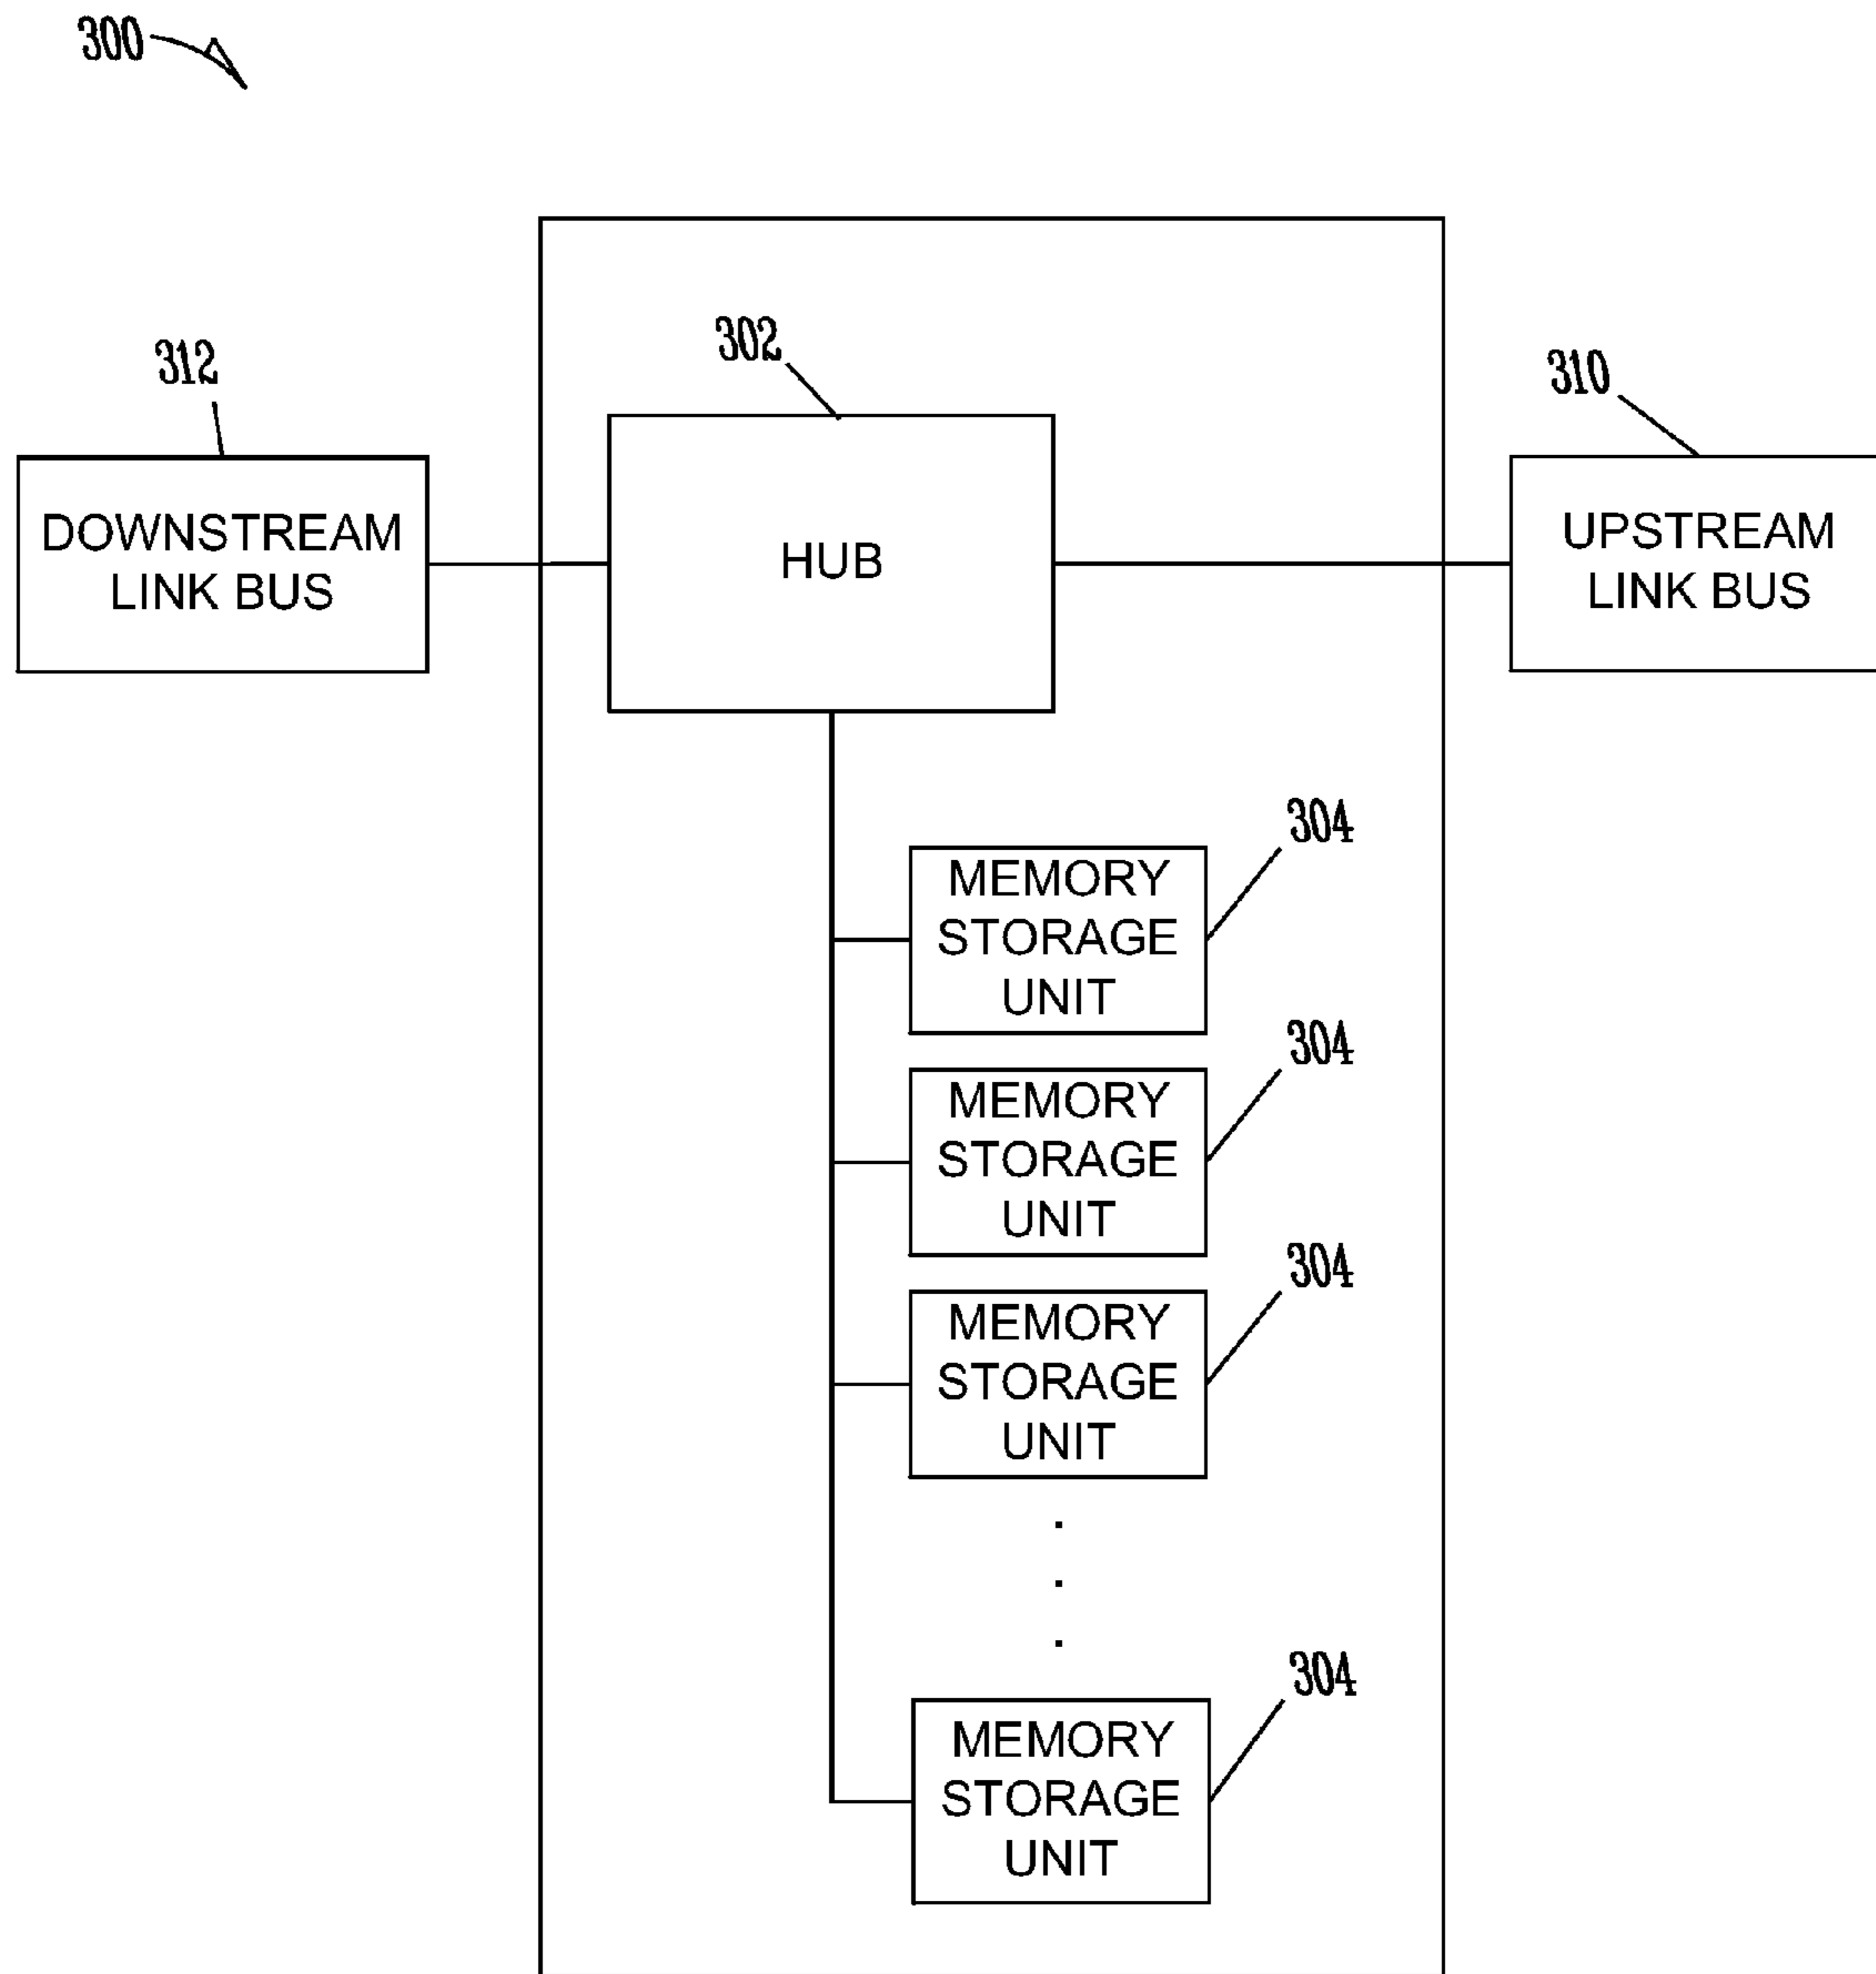 300
312
302
310
DOWNSTREAM
LINK BUS
HUB
UPSTREAM
LINK BUS
304
MEMORY
STORAGE
UNIT
304
MEMORY
STORAGE
UNIT
304
MEMORY
STORAGE
UNIT
304
MEMORY
STORAGE
UNIT